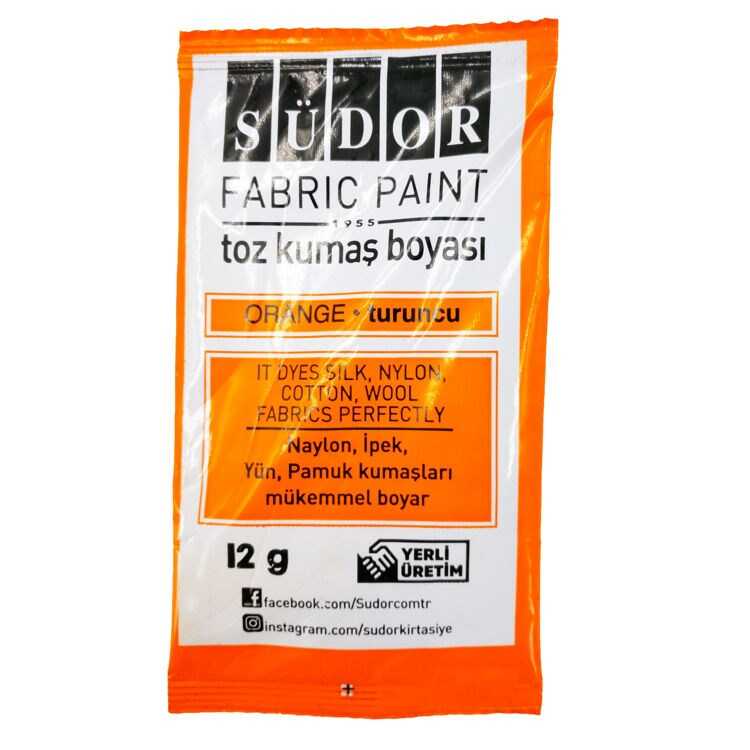 SÜDOR
FABRIC PAINT
1955
toz kumaş boyası
ORANGE • turuncu
IT DYES SILK, NYLON,
COTTON, WOOL
FABRICS PERFECTLY
Naylon, İpek,
Yün, Pamuk kumaşları
mükemmel boyar
12 g
YERLİ
ÜRETİM
facebook.com/Sudorcomtr
instagram.com/sudorkirtasiye